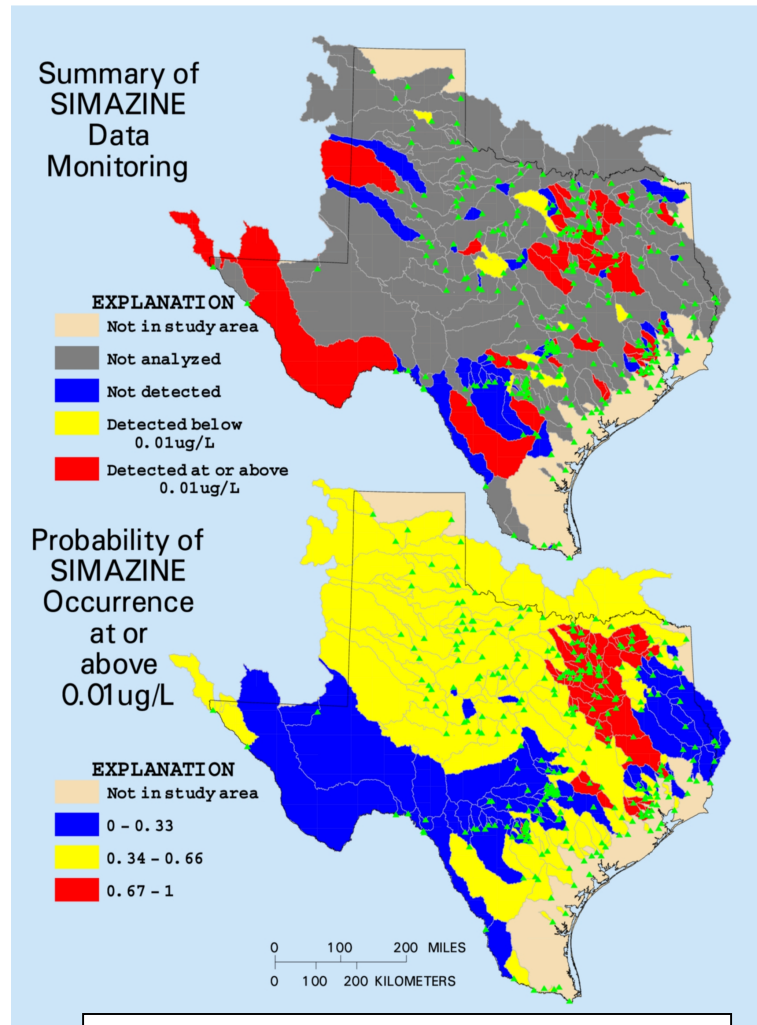 Summary of
SIMAZINE
Data
Monitoring
EXPLANATION
Not in study area
Not analyzed
Not detected
Detected below
0.01ug/L
Detected at or above
0.01ug/L
Probability of
SIMAZINE
Occurrence
at or
above
0.01ug/L
EXPLANATION
Not in study area
0 - 0.33
0.34 - 0.66
0.67 - 1
0 100 200 MILES
0 100 200 KILOMETERS